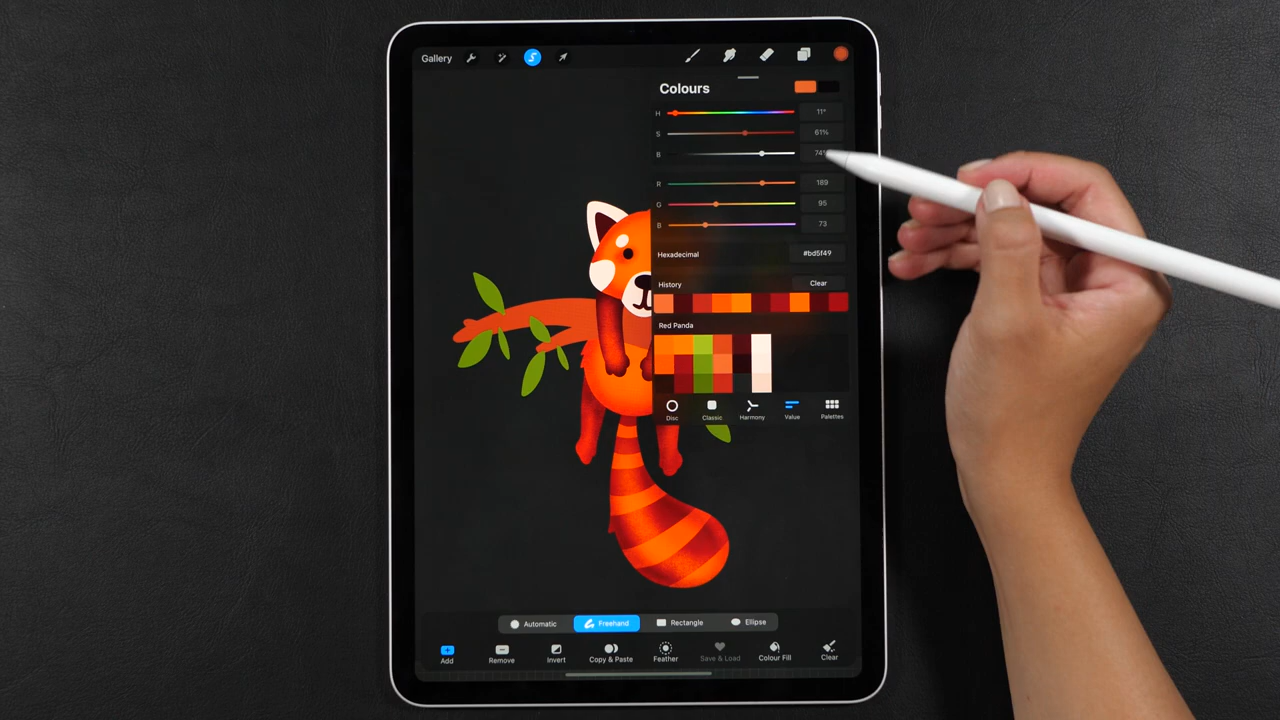 Gallery
Colours
H 11°
S 61%
B
R 189
G 95
B 73
Hexadecimal #bd5f49
History Clear
Red Panda
Disc Classic Harmony Value Palettes
Automatic Freehand Rectangle Ellipse
Add Remove Invert Copy & Paste Feather Save & Load Colour Fill Clear